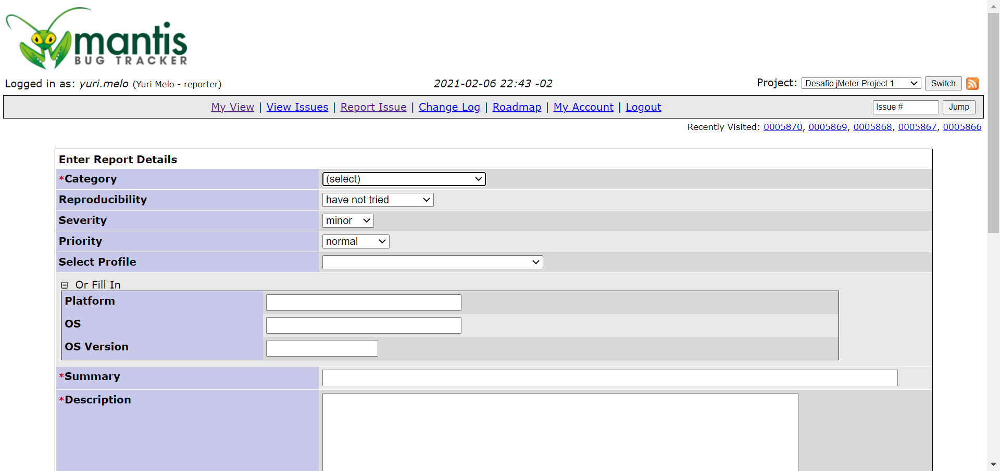 mantis
BUG TRACKER
Logged in as: yuri.melo (Yuri Melo - reporter)
2021-02-06 22:43 -02
Project: Desafio jMeter Project 1 Switch
My View | View Issues | Report Issue | Change Log | Roadmap | My Account | Logout
Issue # Jump
Recently Visited: 0005870, 0005869, 0005868, 0005867, 0005866
Enter Report Details
*Category (select)
Reproducibility have not tried
Severity minor
Priority normal
Select Profile
Or Fill In
Platform
OS
OS Version
*Summary
*Description